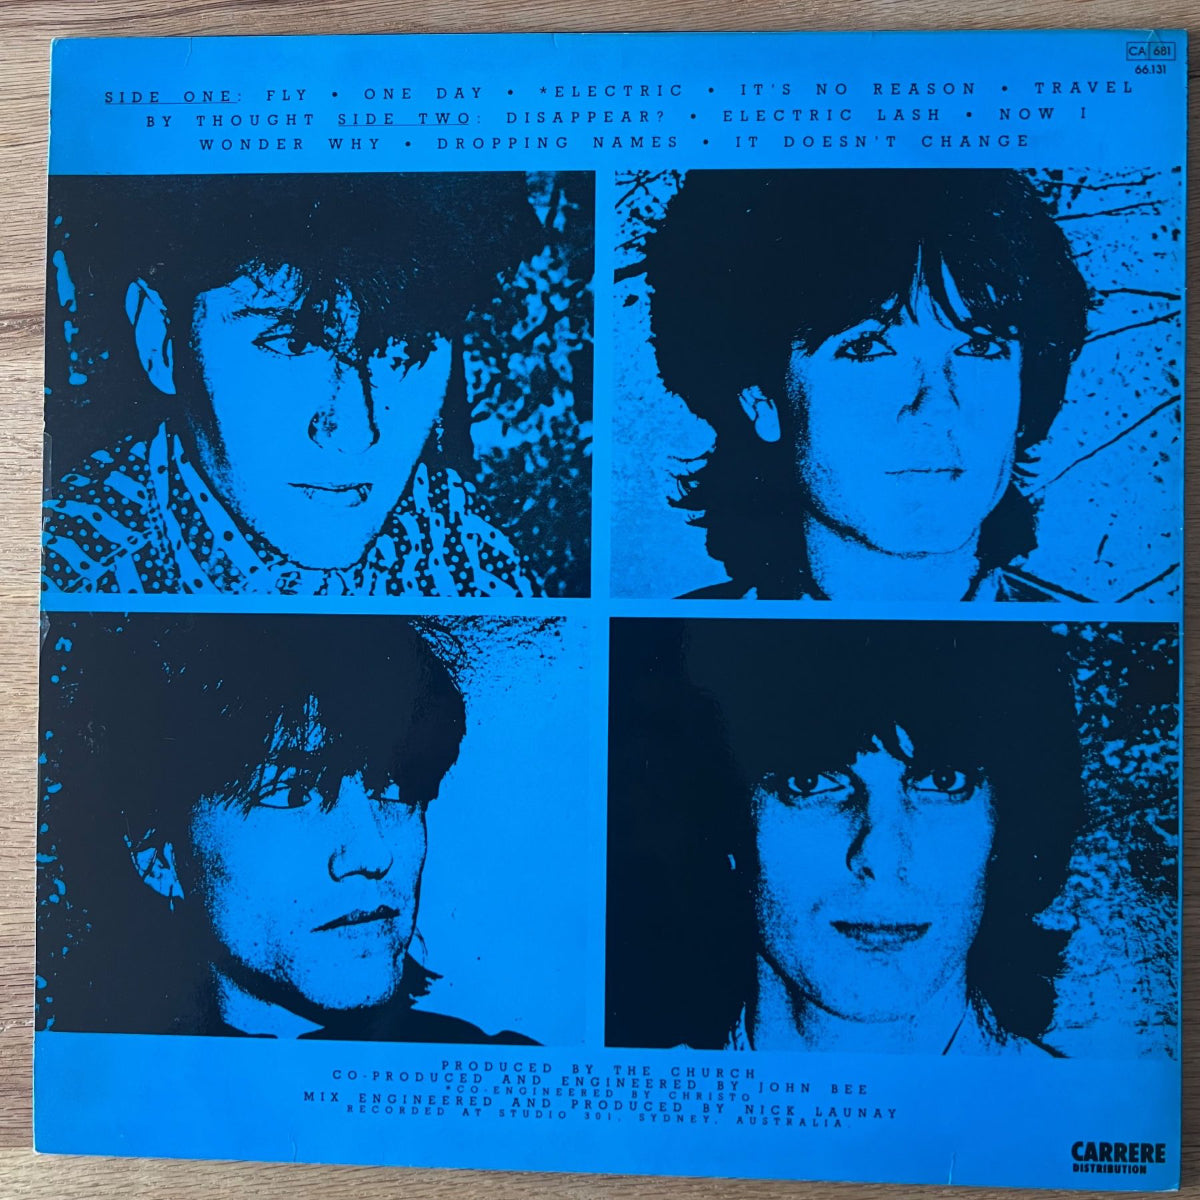 CA 681
66.131
SIDE ONE: FLY • ONE DAY • *ELECTRIC • IT'S NO REASON • TRAVEL
BY THOUGHT SIDE TWO: DISAPPEAR? • ELECTRIC LASH • NOW I
WONDER WHY • DROPPING NAMES • IT DOESN'T CHANGE
PRODUCED BY THE CHURCH
CO-PRODUCED AND ENGINEERED BY JOHN BEE
*CO-ENGINEERED BY CHRISTO
MIX ENGINEERED AND PRODUCED BY NICK LAUNAY
RECORDED AT STUDIO 301, SYDNEY, AUSTRALIA.
CARRERE
DISTRIBUTION